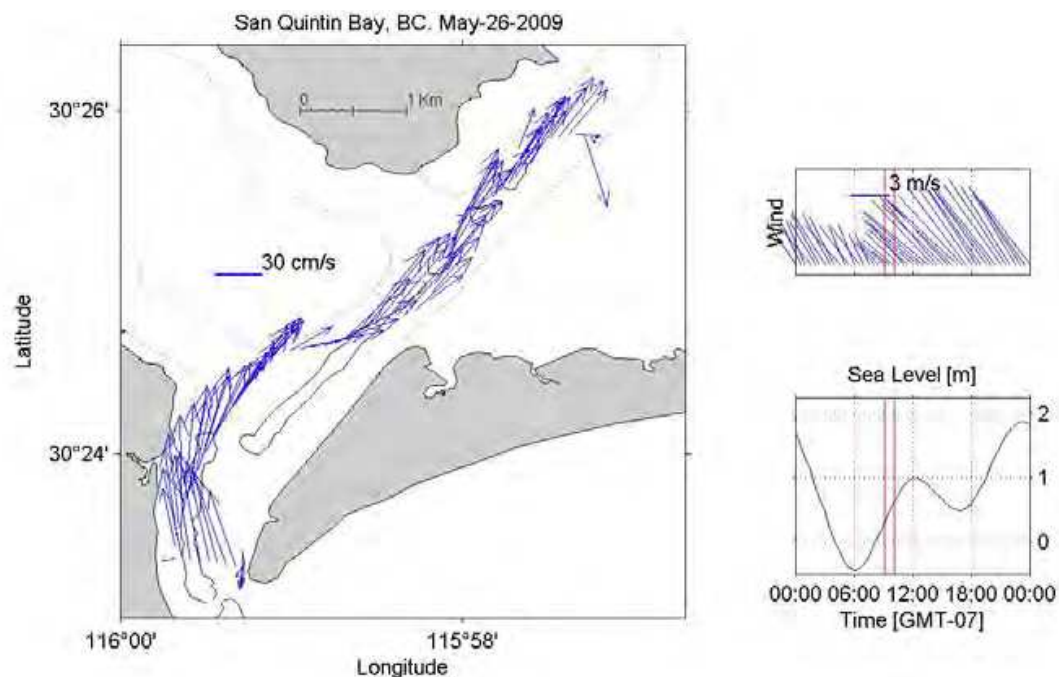 San Quintin Bay, BC. May-26-2009
0 1 Km
30°26'
30 cm/s
Latitude
30°24'
116°00' 115°58'
Longitude
3 m/s
Wind
Sea Level [m]
2
1
0
00:00 06:00 12:00 18:00 00:00
Time [GMT-07]